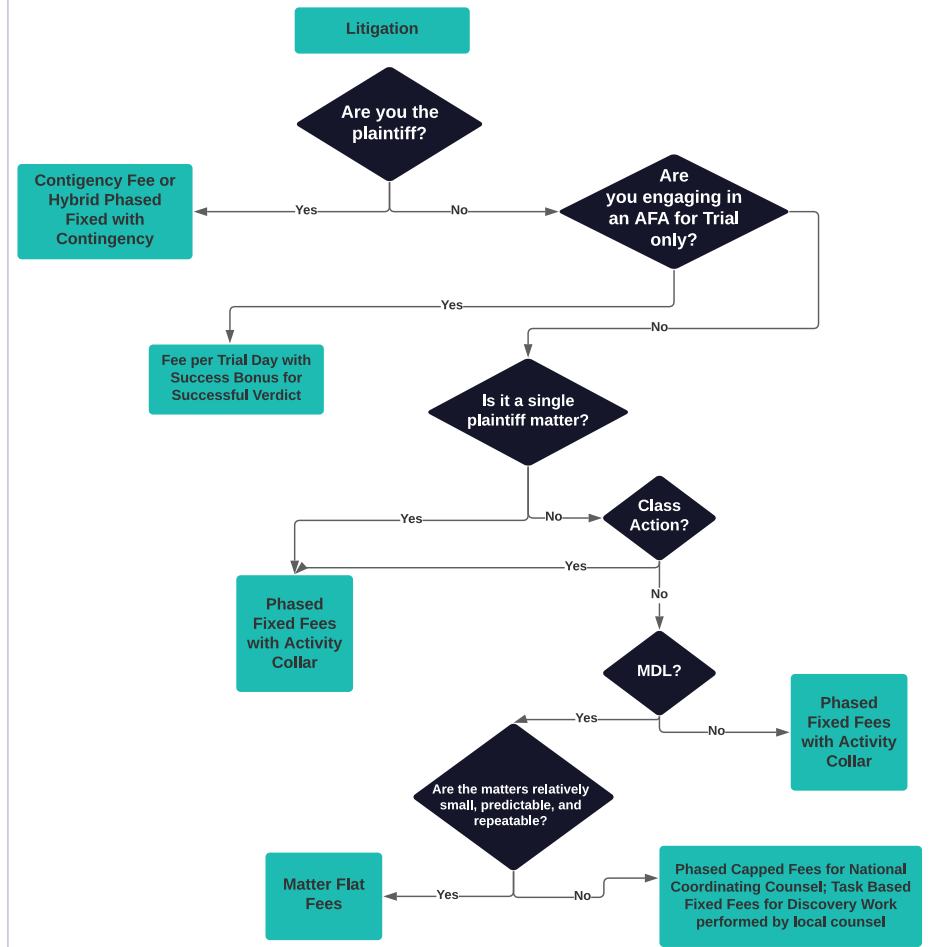 Litigation
Are you the
plaintiff?
Contigency Fee or
Hybrid Phased
Fixed with
Contingency
Yes
No
Are
you engaging in
an AFA for Trial
only?
Yes
No
Fee per Trial Day with
Success Bonus for
Successful Verdict
Is it a single
plaintiff matter?
Yes
No
Class
Action?
Yes
No
Phased
Fixed Fees
with Activity
Collar
MDL?
Yes
No
Phased
Fixed Fees
with Activity
Collar
Are the matters relatively
small, predictable, and
repeatable?
Yes
No
Matter Flat
Fees
Phased Capped Fees for National
Coordinating Counsel; Task Based
Fixed Fees for Discovery Work
performed by local counsel